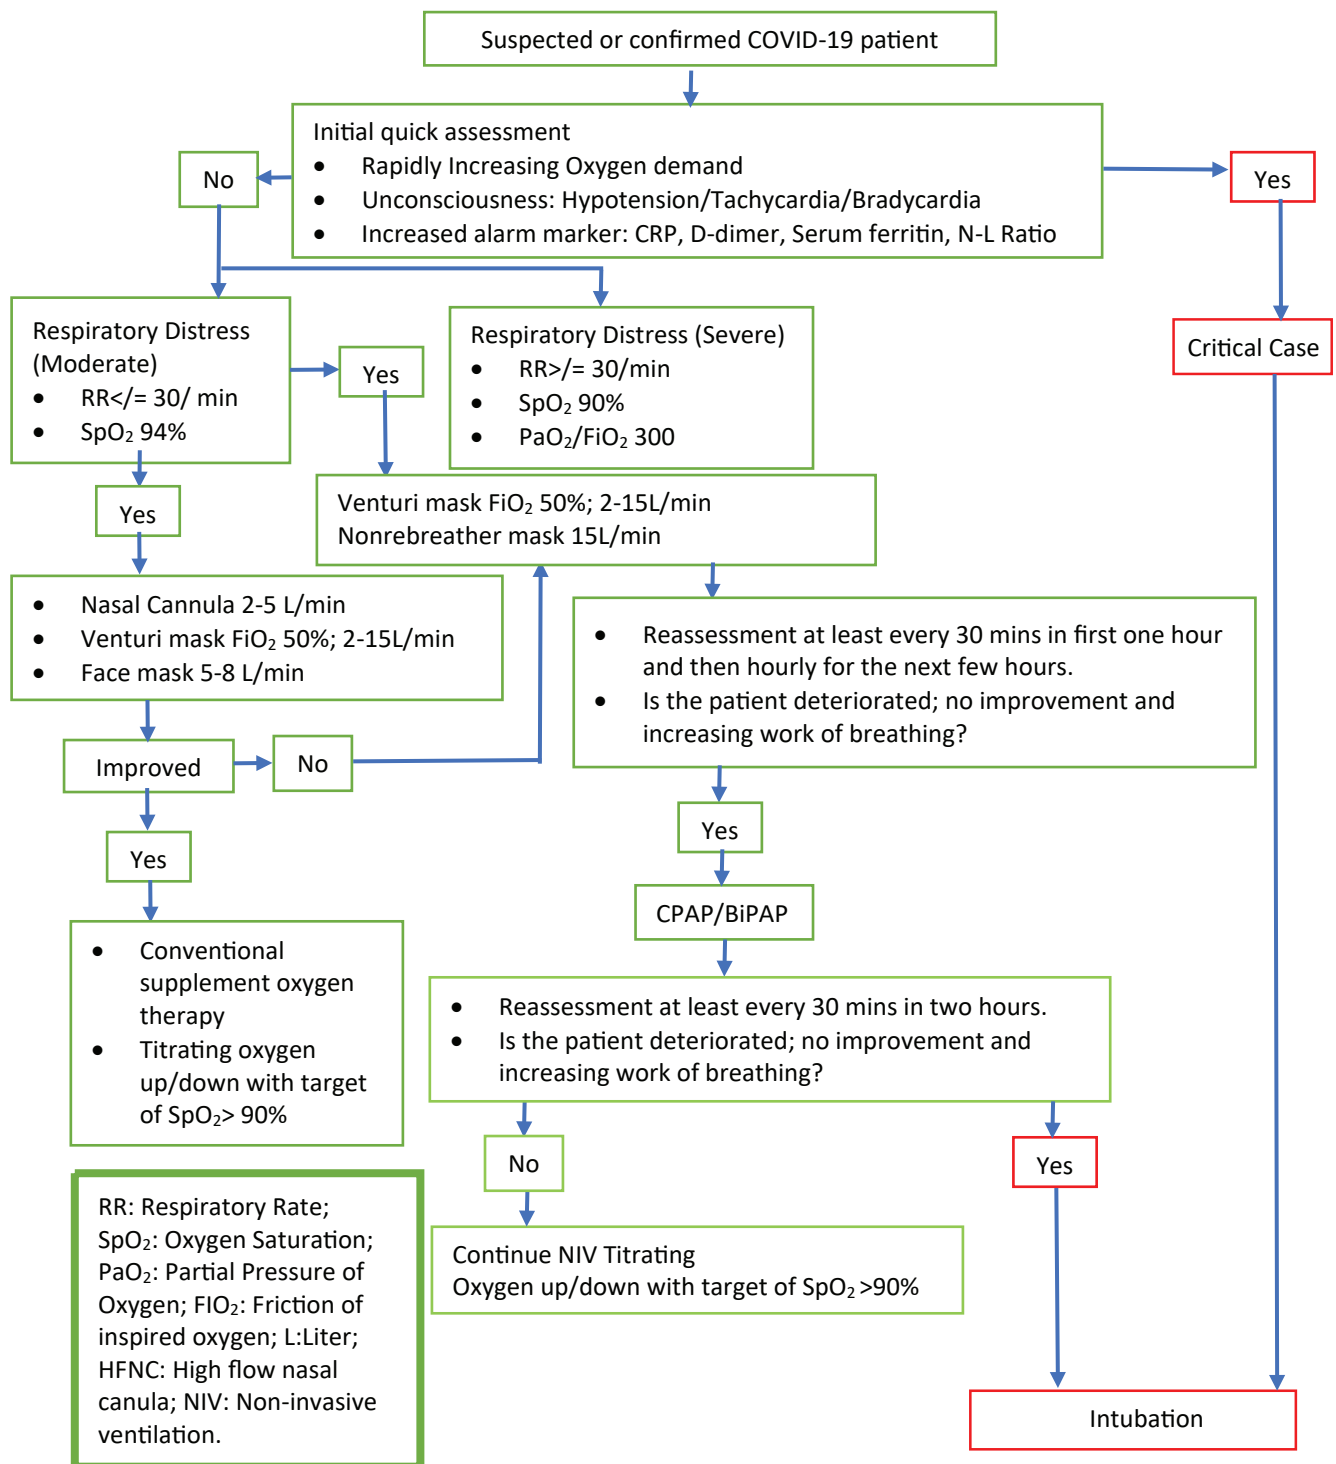 Suspected or confirmed COVID-19 patient
Initial quick assessment
• Rapidly Increasing Oxygen demand
• Unconsciousness: Hypotension/Tachycardia/Bradycardia
• Increased alarm marker: CRP, D-dimer, Serum ferritin, N-L Ratio
No
Yes
Critical Case
Respiratory Distress
(Moderate)
• RR</= 30/ min
• SpO₂ 94%
Yes
Respiratory Distress (Severe)
• RR>/= 30/min
• SpO₂ 90%
• PaO₂/FiO₂ 300
Yes
Venturi mask FiO₂ 50%; 2-15L/min
Nonrebreather mask 15L/min
• Nasal Cannula 2-5 L/min
• Venturi mask FiO₂ 50%; 2-15L/min
• Face mask 5-8 L/min
• Reassessment at least every 30 mins in first one hour
and then hourly for the next few hours.
• Is the patient deteriorated; no improvement and
increasing work of breathing?
Improved
No
Yes
Yes
CPAP/BiPAP
• Conventional
supplement oxygen
therapy
• Titrating oxygen
up/down with target
of SpO₂> 90%
• Reassessment at least every 30 mins in two hours.
• Is the patient deteriorated; no improvement and
increasing work of breathing?
No
Yes
Continue NIV Titrating
Oxygen up/down with target of SpO₂ >90%
RR: Respiratory Rate;
SpO₂: Oxygen Saturation;
PaO₂: Partial Pressure of
Oxygen; FIO₂: Friction of
inspired oxygen; L:Liter;
HFNC: High flow nasal
canula; NIV: Non-invasive
ventilation.
Intubation